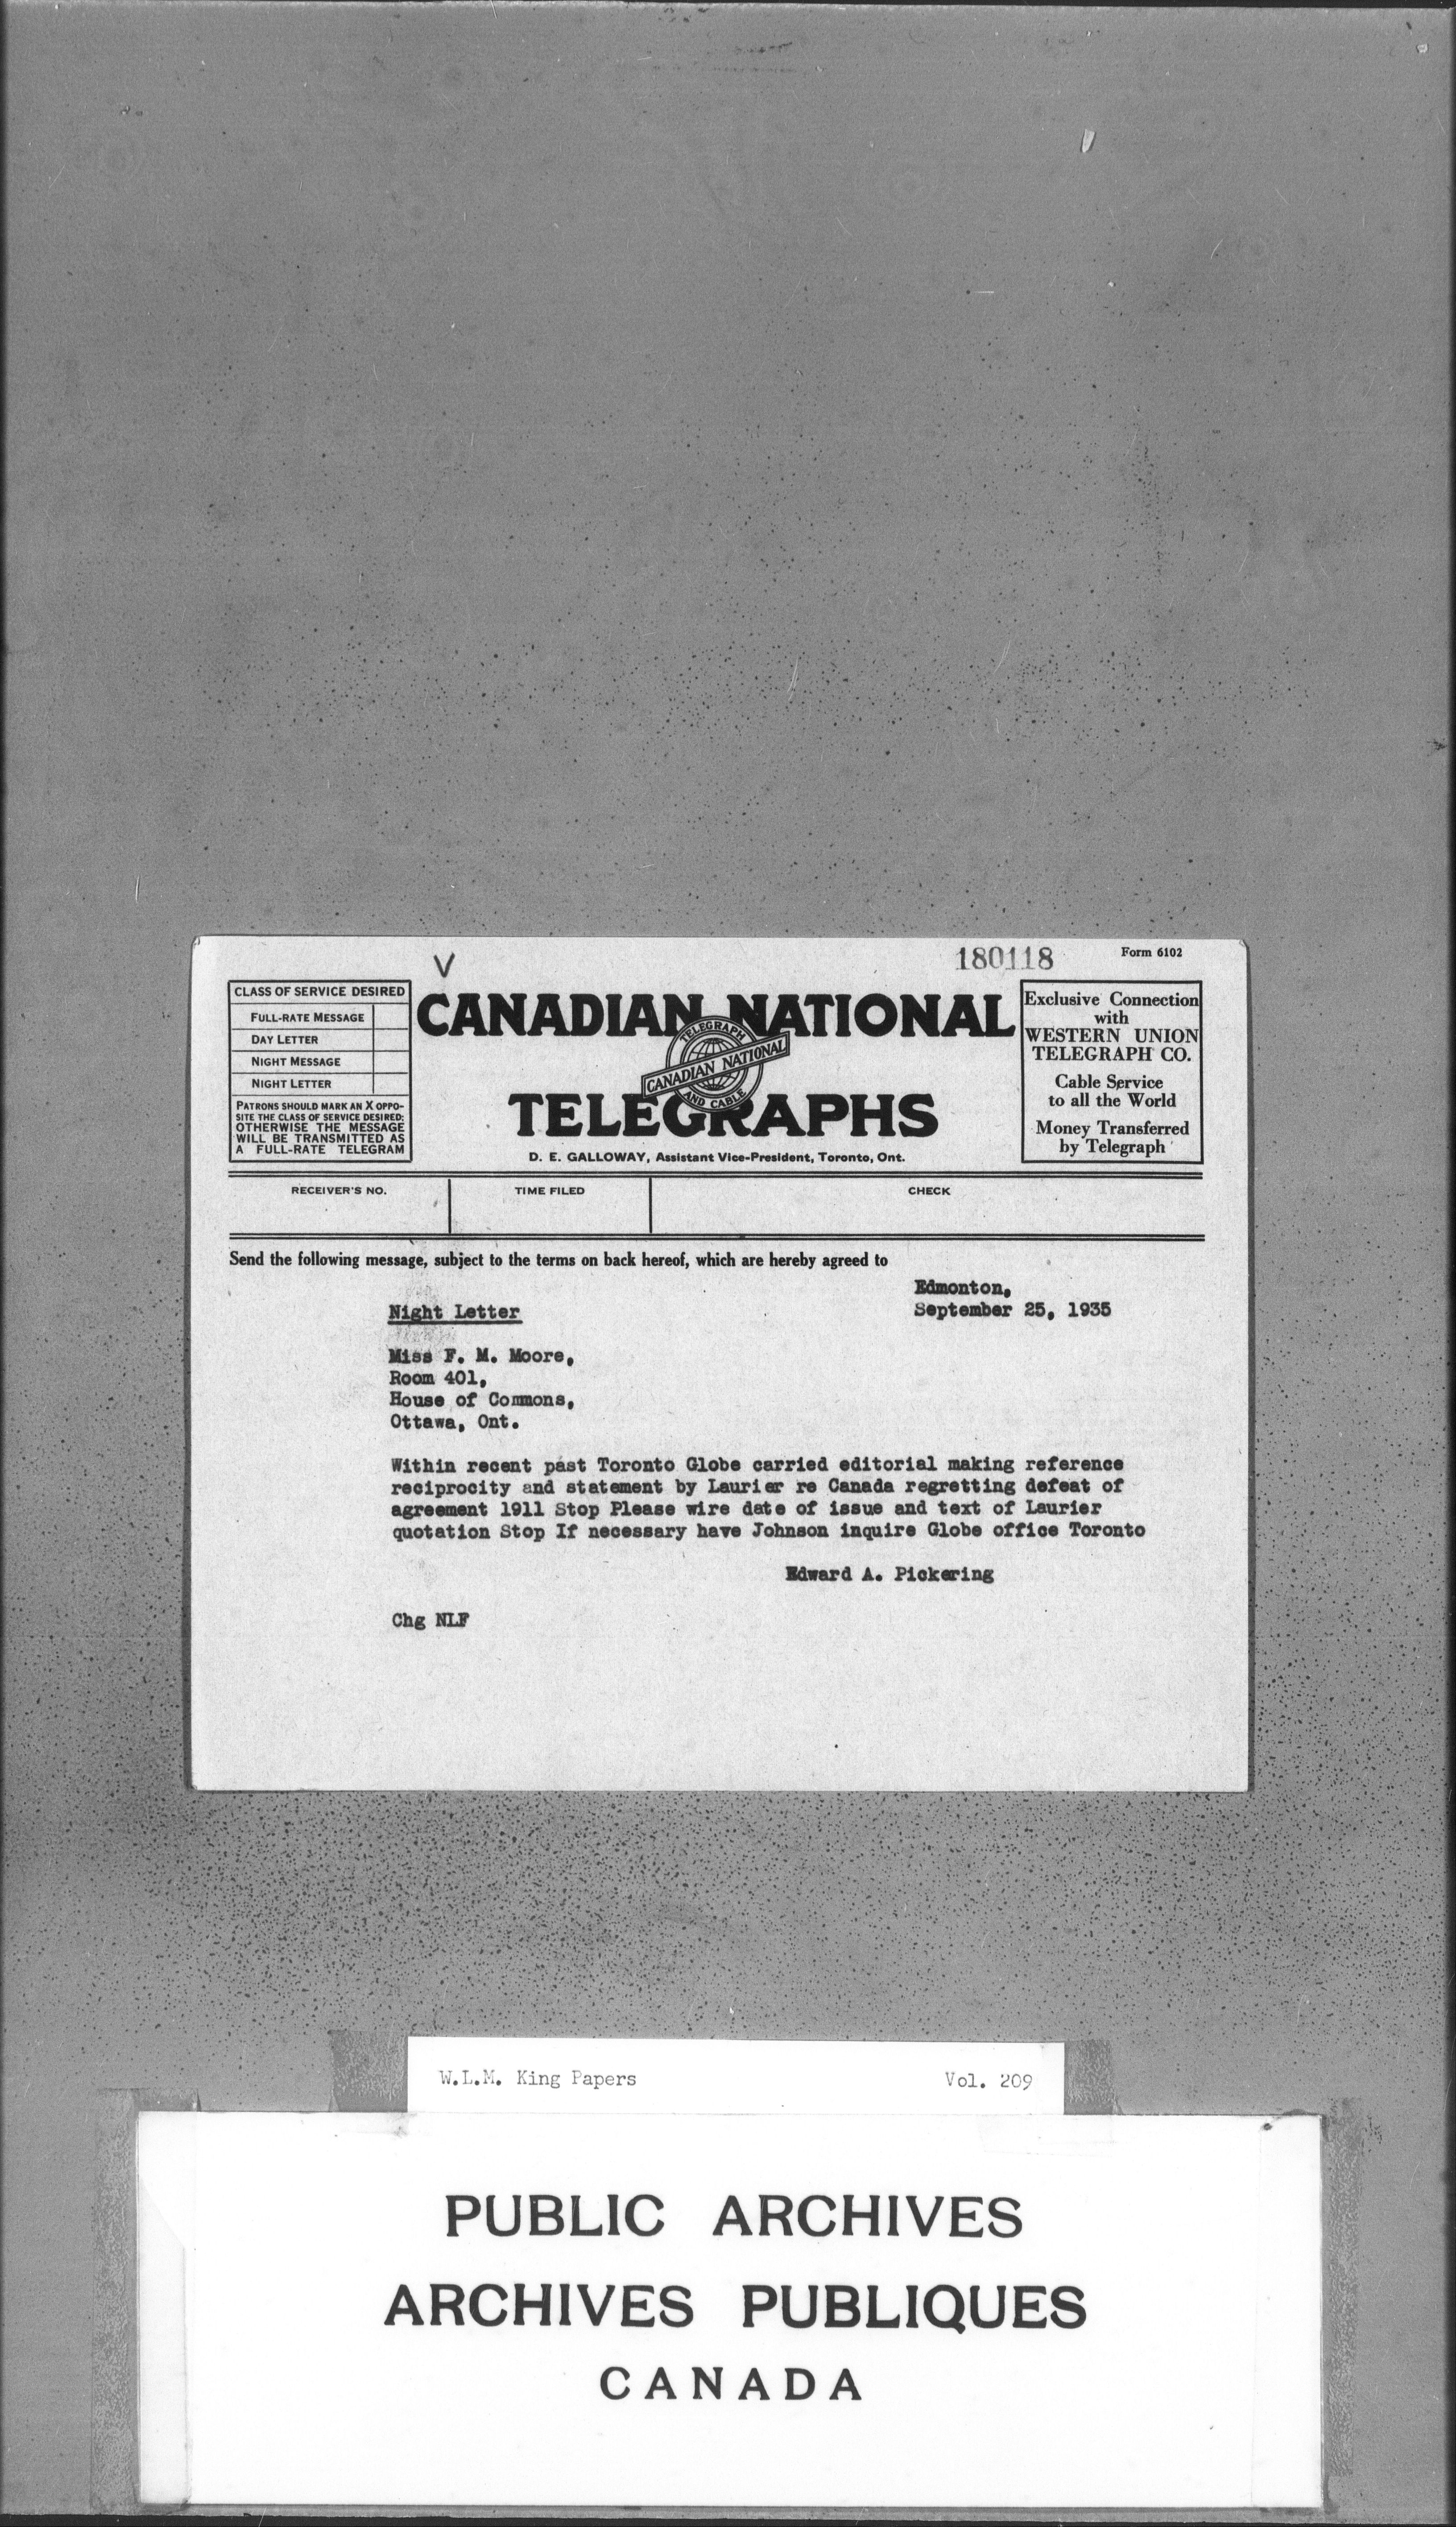 V
180118
Form 6102
CLASS OF SERVICE DESIRED
FULL-RATE MESSAGE
DAY LETTER
NIGHT MESSAGE
NIGHT LETTER
PATRONS SHOULD MARK AN X OPPO-
SITE THE CLASS OF SERVICE DESIRED;
OTHERWISE THE MESSAGE
WILL BE TRANSMITTED AS
A FULL-RATE TELEGRAM
CANADIAN NATIONAL
TELEGRAPH
CANADIAN NATIONAL
AND CABLE
TELEGRAPHS
D. E. GALLOWAY, Assistant Vice-President, Toronto, Ont.
Exclusive Connection
with
WESTERN UNION
TELEGRAPH CO.
Cable Service
to all the World
Money Transferred
by Telegraph
RECEIVER'S NO.
TIME FILED
CHECK
Send the following message, subject to the terms on back hereof, which are hereby agreed to
Edmonton,
September 25, 1935
Night Letter
Miss F. M. Moore,
Room 401,
House of Commons,
Ottawa, Ont.
Within recent past Toronto Globe carried editorial making reference
reciprocity and statement by Laurier re Canada regretting defeat of
agreement 1911 Stop Please wire date of issue and text of Laurier
quotation Stop If necessary have Johnson inquire Globe office Toronto
Edward A. Pickering
Chg NLF
W.L.M. King Papers
Vol. 209
PUBLIC ARCHIVES
ARCHIVES PUBLIQUES
CANADA